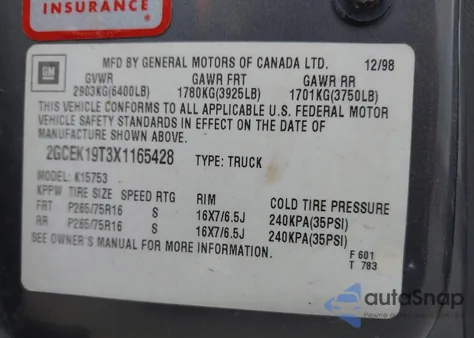 INSURANCE
GM
MFD BY GENERAL MOTORS OF CANADA LTD. 12/98
GVWR GAWR FRT GAWR RR
2903KG(6400LB) 1780KG(3925LB) 1701KG(3750LB)
THIS VEHICLE CONFORMS TO ALL APPLICABLE U.S. FEDERAL MOTOR
VEHICLE SAFETY STANDARDS IN EFFECT ON THE DATE OF
MANUFACTURE SHOWN ABOVE.
2GCEK19T3X1165428 TYPE: TRUCK
MODEL: K15753
KPPW TIRE SIZE SPEED RTG RIM COLD TIRE PRESSURE
FRT P265/75R16 S 16X7/6.5J 240KPA(35PSI)
RR P265/75R16 S 16X7/6.5J 240KPA(35PSI)
SEE OWNER'S MANUAL FOR MORE INFORMATION.
F 601
T 783
autaSnap